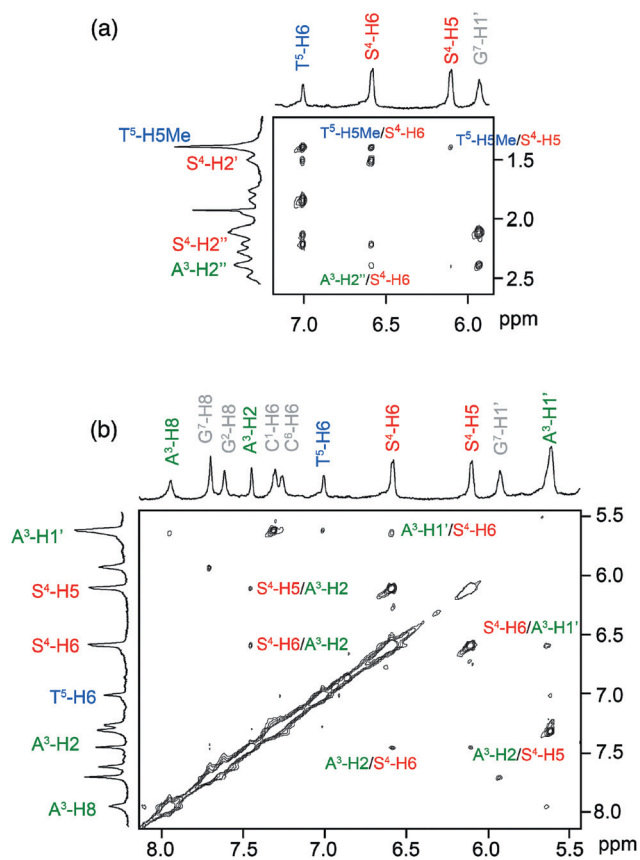 (a)
T⁵-H6
S⁴-H6
S⁴-H5
G⁷-H1'
T⁵-H5Me
S⁴-H2'
S⁴-H2''
A³-H2''
T⁵-H5Me/S⁴-H6
T⁵-H5Me/S⁴-H5
A³-H2''/S⁴-H6
1.5
2.0
2.5
7.0 6.5 6.0 ppm
(b)
A³-H8
G⁷-H8
G²-H8
A³-H2
C¹-H6
C⁶-H6
T⁵-H6
S⁴-H6
S⁴-H5
G⁷-H1'
A³-H1'
A³-H1'
S⁴-H5
S⁴-H6
T⁵-H6
A³-H2
A³-H8
A³-H1'/S⁴-H6
S⁴-H5/A³-H2
S⁴-H6/A³-H1'
S⁴-H6/A³-H2
A³-H2/S⁴-H6
A³-H2/S⁴-H5
5.5
6.0
6.5
7.0
7.5
8.0
8.0 7.5 7.0 6.5 6.0 5.5
ppm